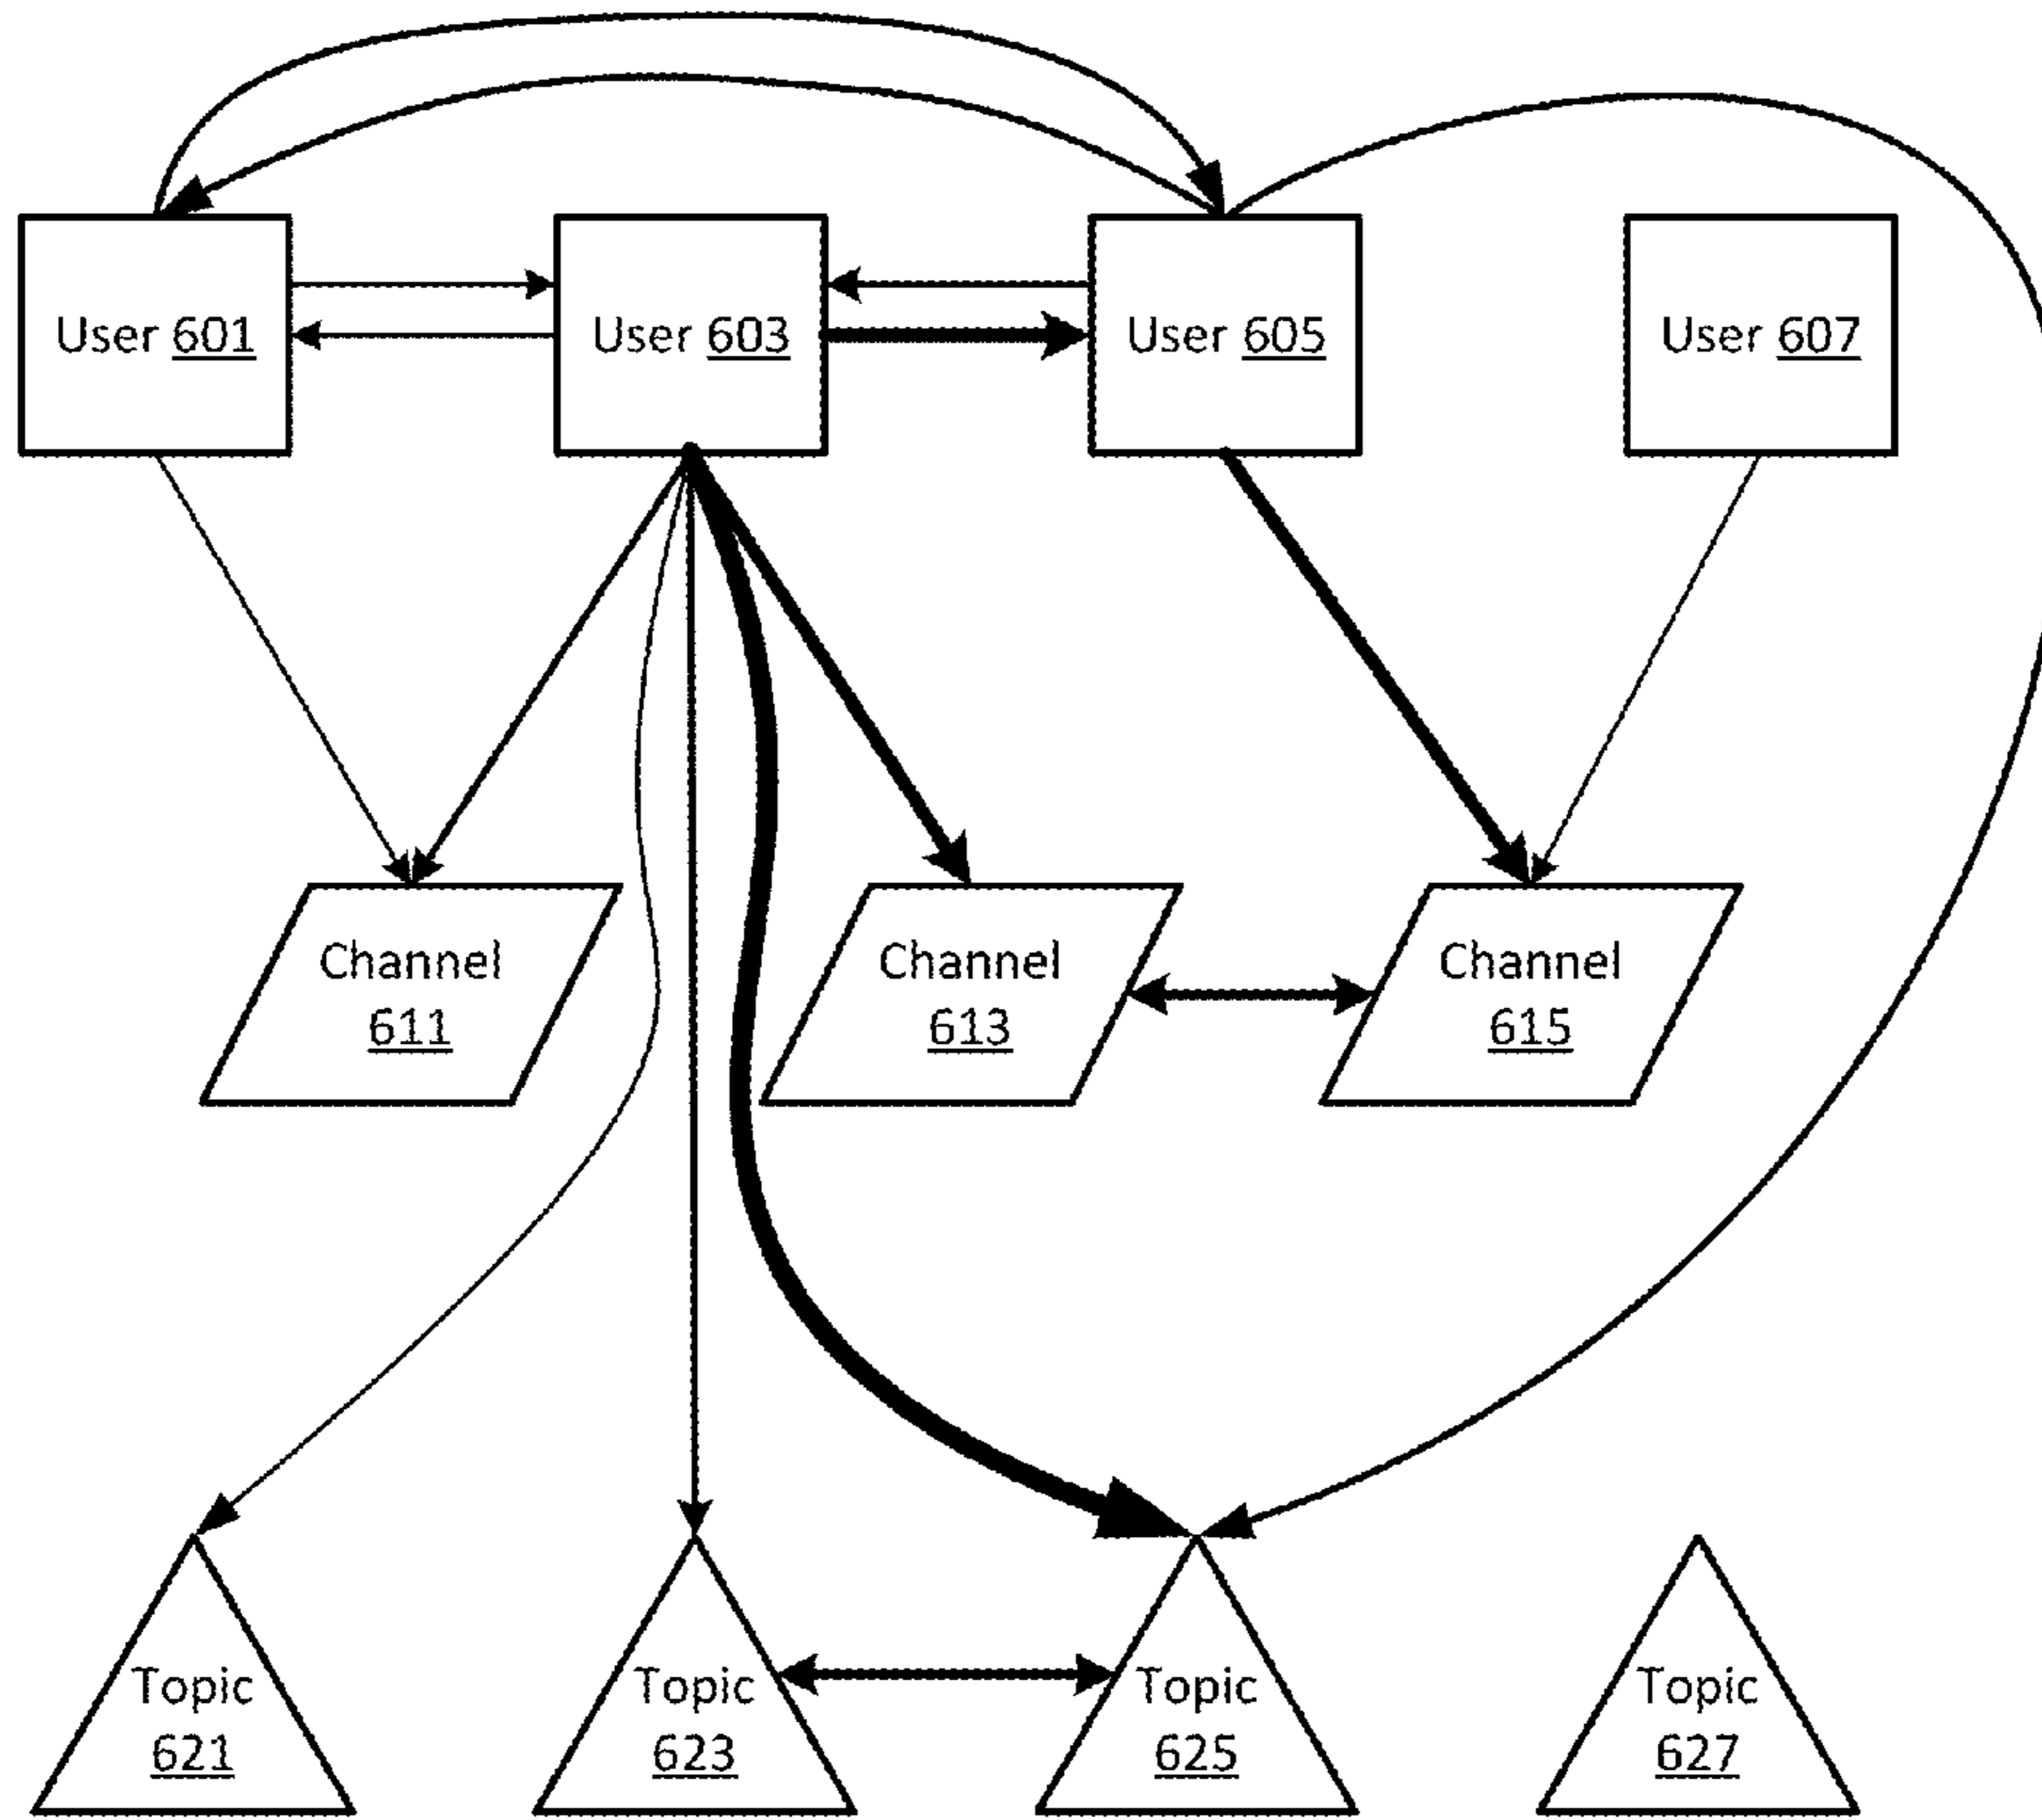 User 601
User 603
User 605
User 607
Channel
611
Channel
613
Channel
615
Topic
621
Topic
623
Topic
625
Topic
627